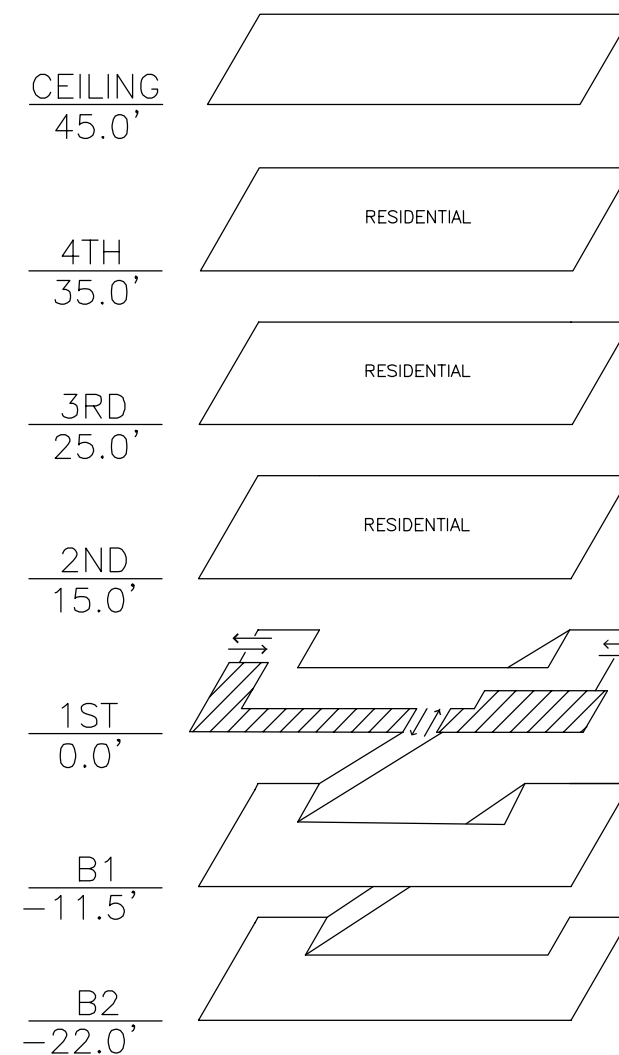 CEILING
45.0'
4TH
35.0'
RESIDENTIAL
3RD
25.0'
RESIDENTIAL
2ND
15.0'
RESIDENTIAL
1ST
0.0'
B1
-11.5'
B2
-22.0'